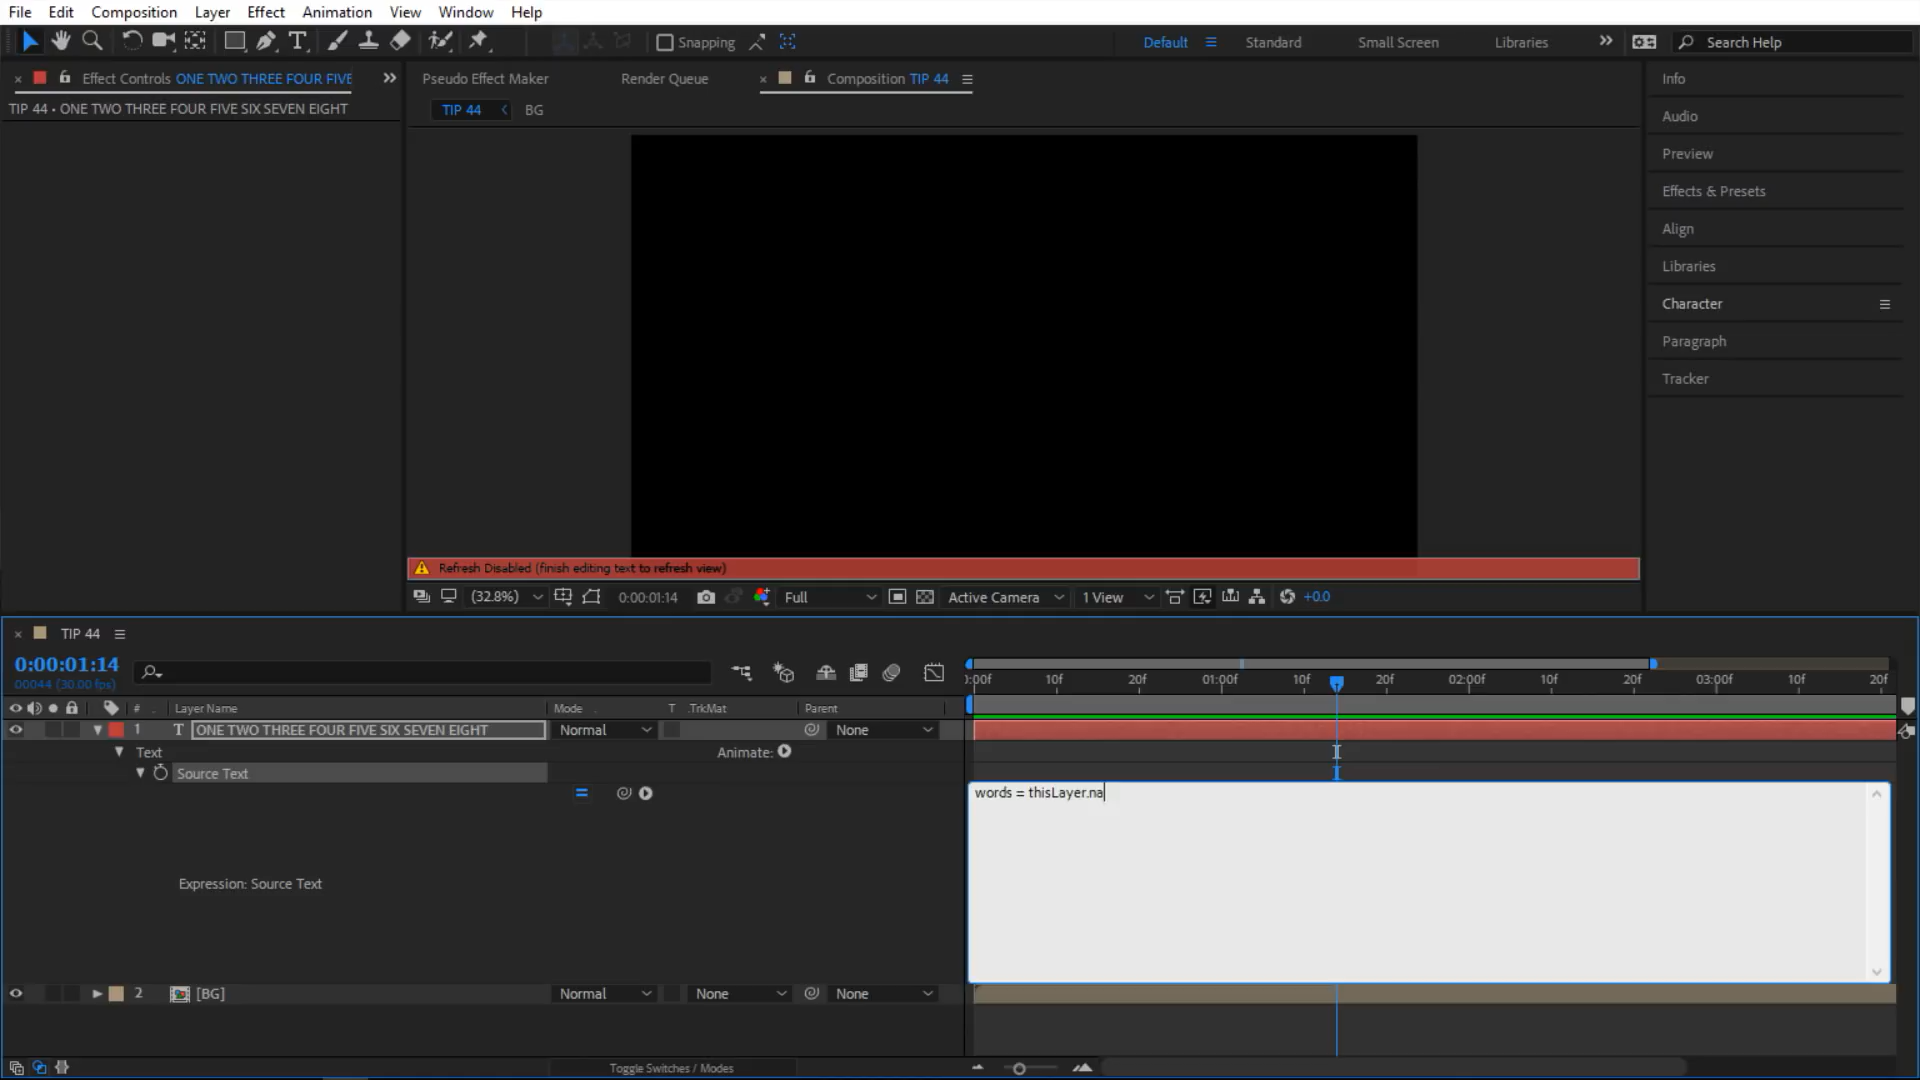 File Edit Composition Layer Effect Animation View Window Help
Snapping Default Standard Small Screen Libraries Search Help
Effect Controls ONE TWO THREE FOUR FIVE
Pseudo Effect Maker Render Queue Composition TIP 44
TIP 44 • ONE TWO THREE FOUR FIVE SIX SEVEN EIGHT
TIP 44 BG
Info
Audio
Preview
Effects & Presets
Align
Libraries
Character
Paragraph
Tracker
Refresh Disabled (finish editing text to refresh view)
(32.8%) 0:00:01:14 Full Active Camera 1 View +0.0
TIP 44
0:00:01:14
00044 (30.00 fps)
:00f 10f 20f 01:00f 10f 20f 02:00f 10f 20f 03:00f 10f 20f
# Layer Name Mode T .TrkMat Parent
1 T ONE TWO THREE FOUR FIVE SIX SEVEN EIGHT Normal None
Text Animate:
Source Text
words = thisLayer.na
Expression: Source Text
2 [BG] Normal None None
Toggle Switches / Modes